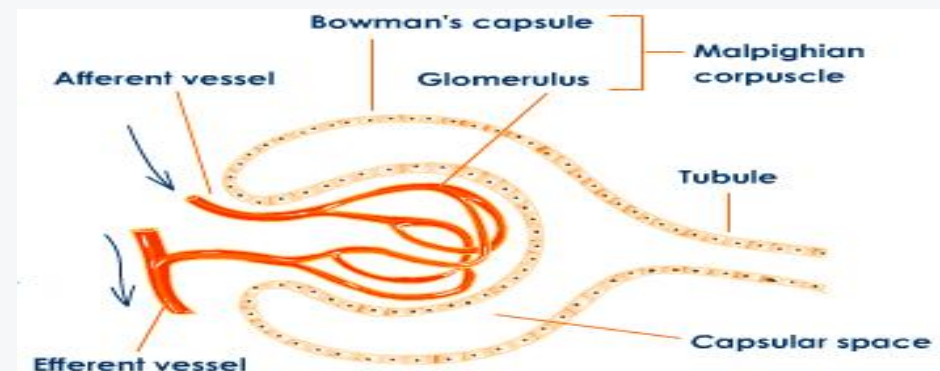 Bowman's capsule
Malpighian
corpuscle
Afferent vessel
Glomerulus
Tubule
Capsular space
Efferent vessel